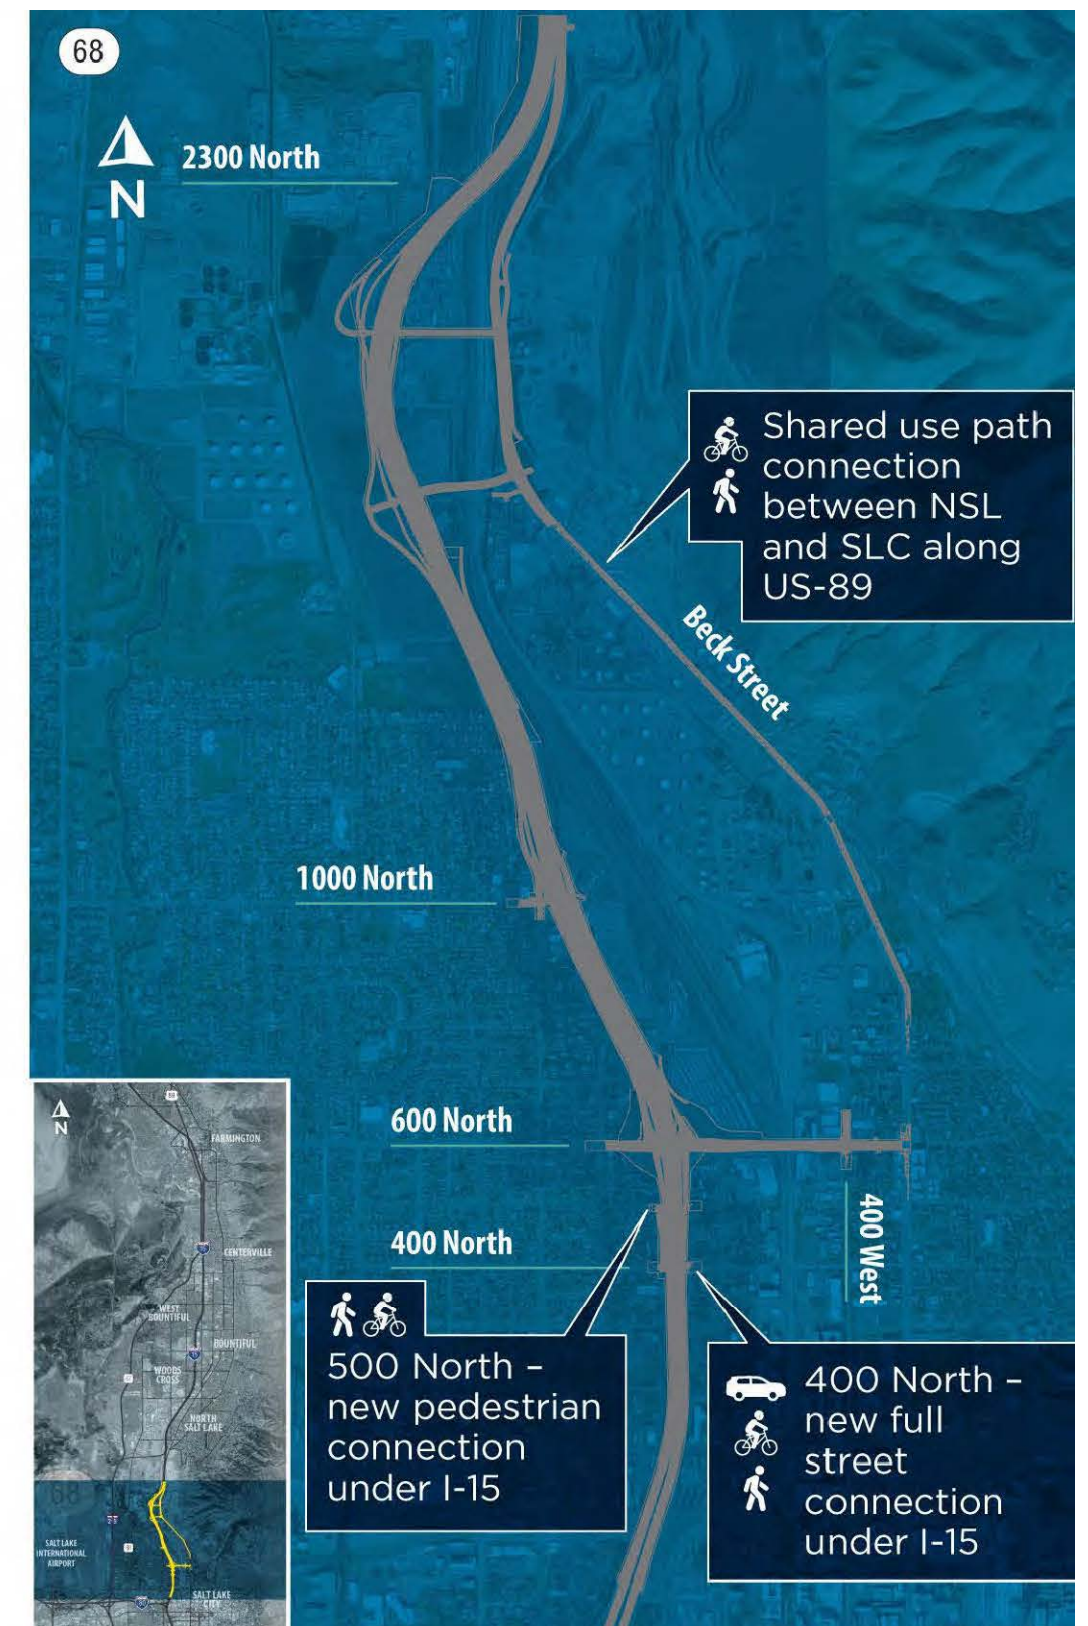 68
N
2300 North
Shared use path
connection
between NSL
and SLC along
US-89
Beck Street
1000 North
600 North
400 West
400 North
500 North –
new pedestrian
connection
under I-15
400 North –
new full
street
connection
under I-15
N
FARMINGTON
CENTERVILLE
WEST
BOUNTIFUL
BOUNTIFUL
WOODS
CROSS
NORTH
SALT LAKE
SALT LAKE
INTERNATIONAL
AIRPORT
SALT LAKE
CITY